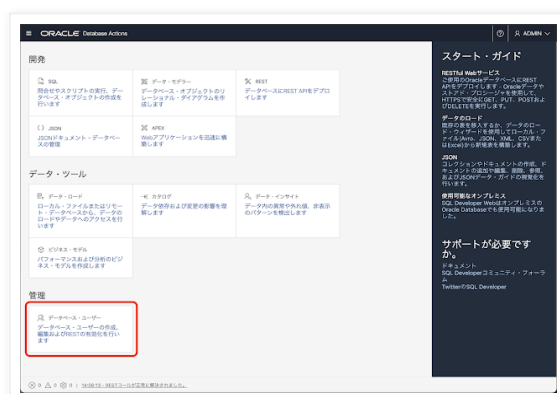 ORACLE Database Actions
ADMIN
開発
SQL
問合せやスクリプトの実行、デー
タベース・オブジェクトの作成を
行います
データ・モデラー
データベース・オブジェクトのリ
レーショナル・ダイアグラムを作
成します
REST
データベースにREST APIをデプロ
イします
{} JSON
JSONドキュメント・データベー
スの管理
APEX
Webアプリケーションを迅速に構
築します
データ・ツール
データ・ロード
ローカル・ファイルまたはリモー
ト・データベースから、データの
ロードやデータへのアクセスを行
います
カタログ
データ依存および変更の影響を理
解します
データ・インサイト
データ内の異常や外れ値、非表示
のパターンを検出します
ビジネス・モデル
パフォーマンスおよび分析のビジ
ネス・モデルを作成します
管理
データベース・ユーザー
データベース・ユーザーの作成、
編集およびRESTの有効化を行い
ます
スタート・ガイド
RESTful Webサービス
ご使用のOracleデータベースにREST
APIをデプロイします - Oracleデータや
ストアド・プロシージャを使用して、
HTTPSで安全にGET、PUT、POSTおよ
びDELETEを実行します。
データのロード
既存の表を移入するか、データのロー
ド・ウィザードを使用してローカル・フ
ァイル(Avro、JSON、XML、CSVまた
はExcel)から新規表を構築します。
JSON
コレクションやドキュメントの作成、ド
キュメントの追加や編集、削除、参照、
およびJSONデータ・ガイドの視覚化を
行います。
使用可能なオンプレミス
SQL Developer Webはオンプレミスの
Oracle Databaseでも使用可能になりま
した。
サポートが必要です
か。
ドキュメント
SQL Developerコミュニティ・フォーラ
ム
TwitterのSQL Developer
0 0 0 | RESTコールが正常に解決されました。